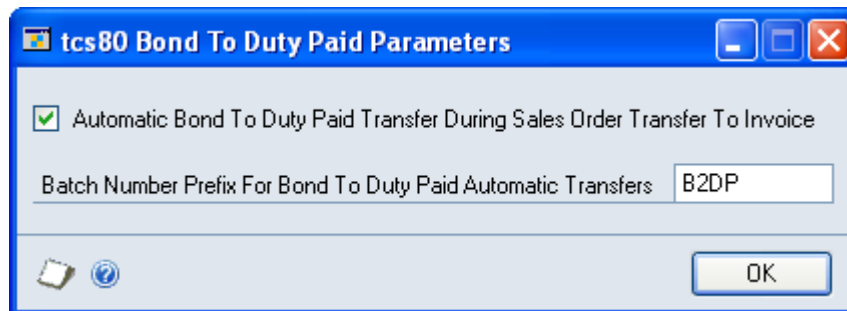 tcs80 Bond To Duty Paid Parameters
Automatic Bond To Duty Paid Transfer During Sales Order Transfer To Invoice
Batch Number Prefix For Bond To Duty Paid Automatic Transfers B2DP
OK